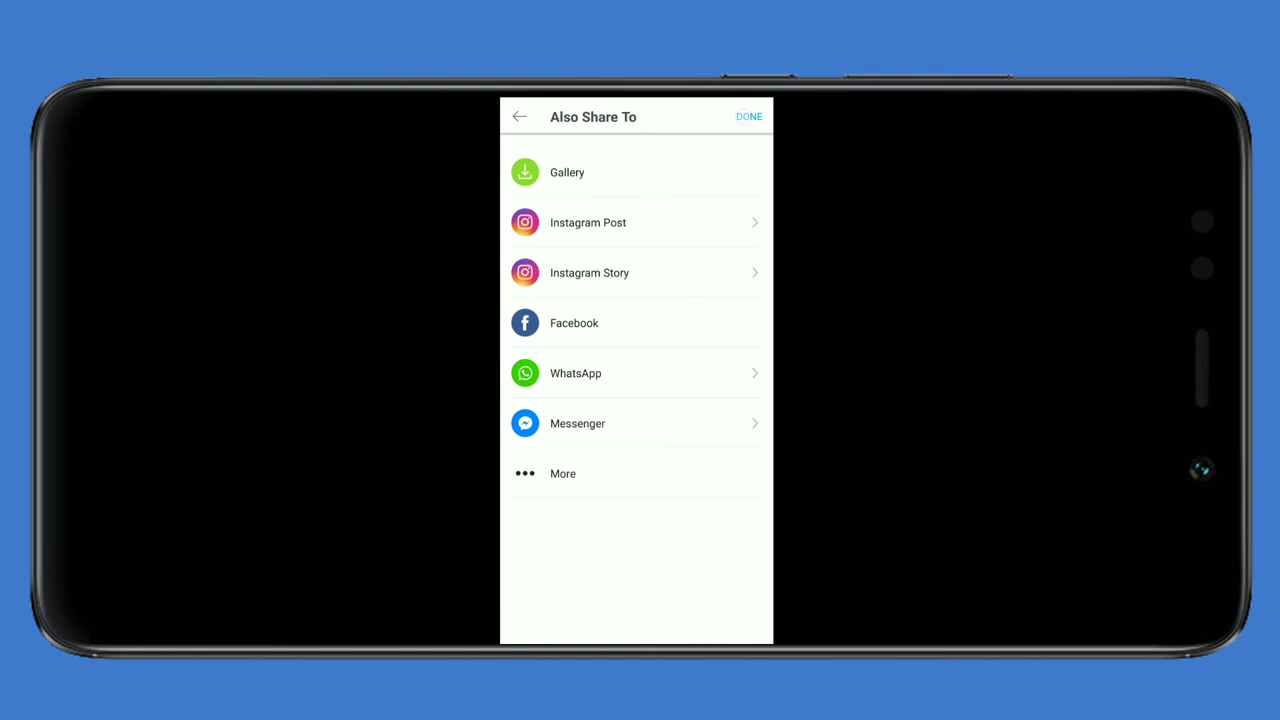 Also Share To
DONE
Gallery
Instagram Post
Instagram Story
Facebook
WhatsApp
Messenger
More